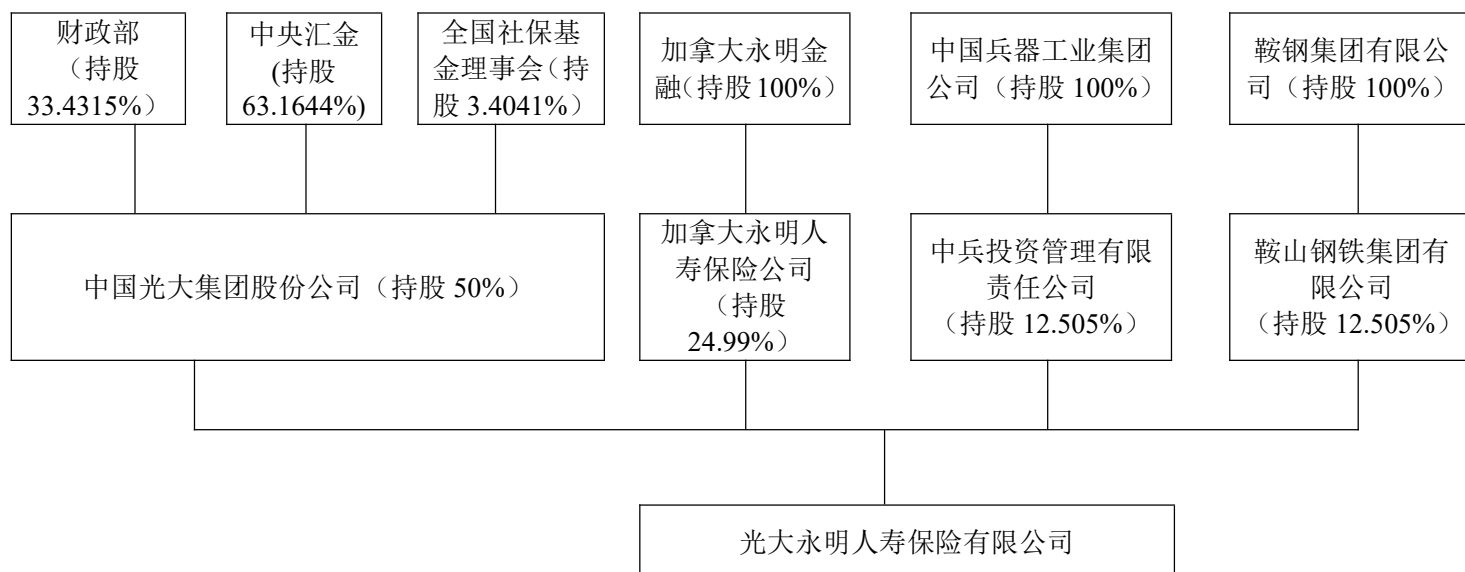 财政部
（持股
33.4315%）
中央汇金
(持股
63.1644%)
全国社保基
金理事会（持
股 3.4041%）
加拿大永明金
融（持股 100%）
中国兵器工业集团
公司（持股 100%）
鞍钢集团有限公
司（持股 100%）
中国光大集团股份公司（持股 50%）
加拿大永明人
寿保险公司
（持股
24.99%）
中兵投资管理有限
责任公司
（持股 12.505%）
鞍山钢铁集团有
限公司
（持股 12.505%）
光大永明人寿保险有限公司